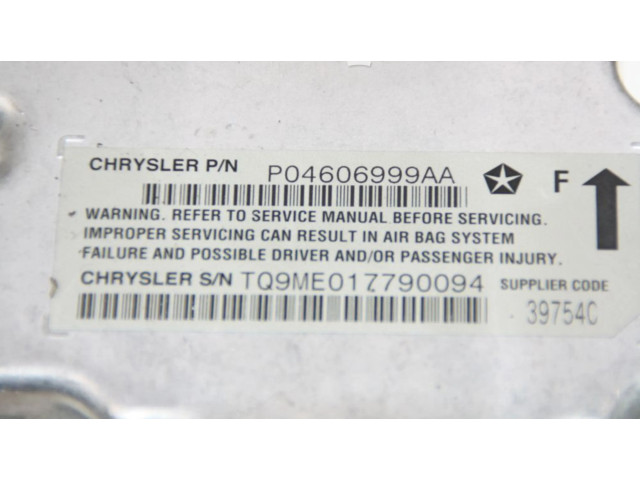 CHRYSLER P/N P04606999AA F
WARNING. REFER TO SERVICE MANUAL BEFORE SERVICING.
IMPROPER SERVICING CAN RESULT IN AIR BAG SYSTEM
FAILURE AND POSSIBLE DRIVER AND/OR PASSENGER INJURY.
CHRYSLER S/N TQ9ME017790094 SUPPLIER CODE
39754C